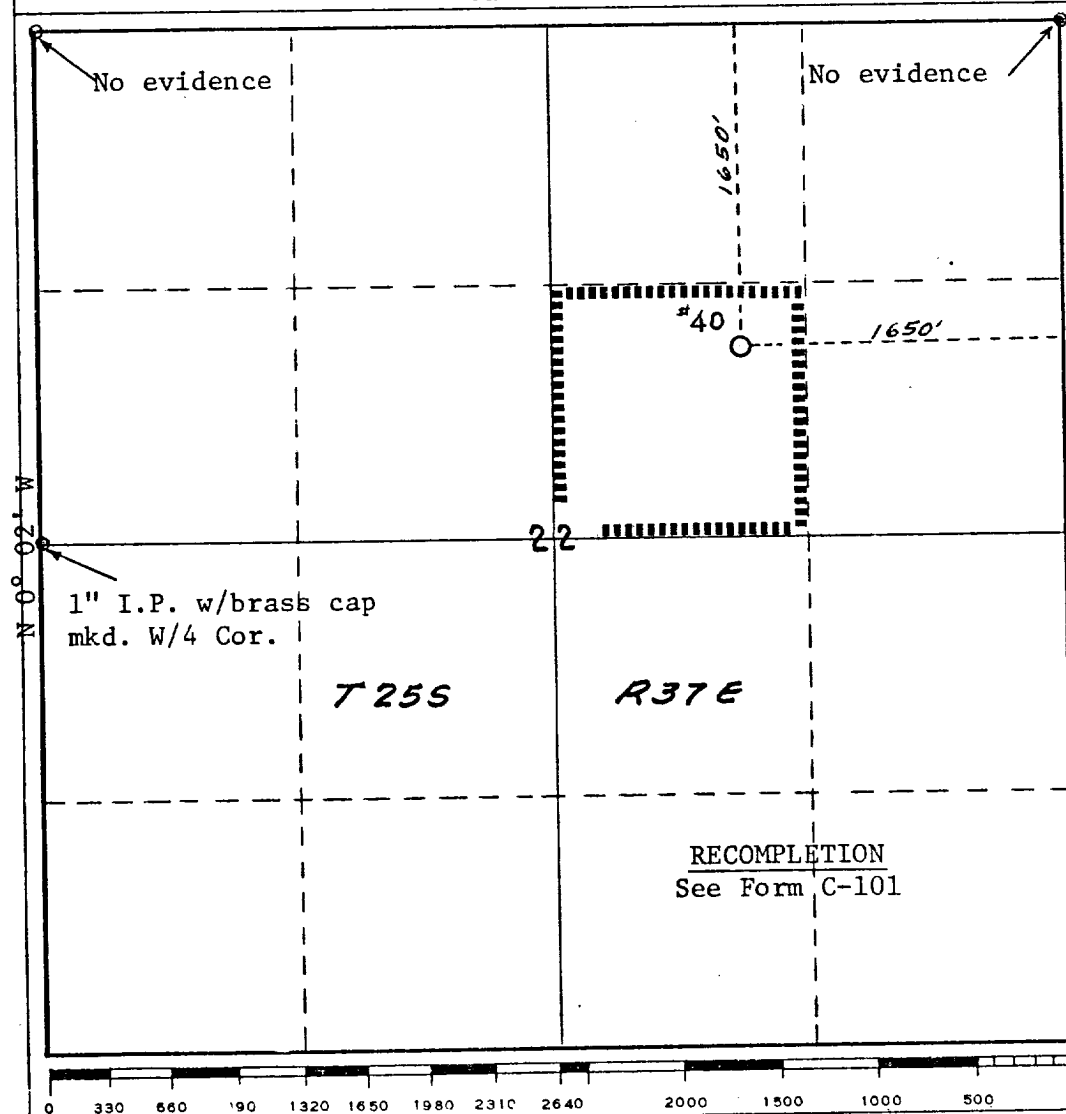 No evidence
No evidence
1650'
#40
1650'
22
N 0° 02' W
1" I.P. w/brass cap
mkd. W/4 Cor.
T 25S R37E
RECOMPLETION
See Form C-101
0 330 660 790 1320 1650 1980 2310 2640 2000 1500 1000 500